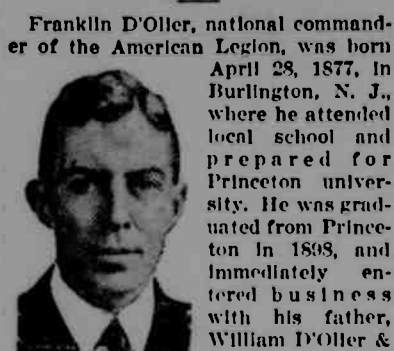 Franklin D'Olier, national command-
er of the American Legion, was born
April 28, 1877, in
Burlington, N. J.,
where he attended
local school and
prepared for
Princeton univer-
sity. He was grad-
uated from Prince-
ton in 1898, and
immediately en-
tered business
with his father,
William D'Olier &